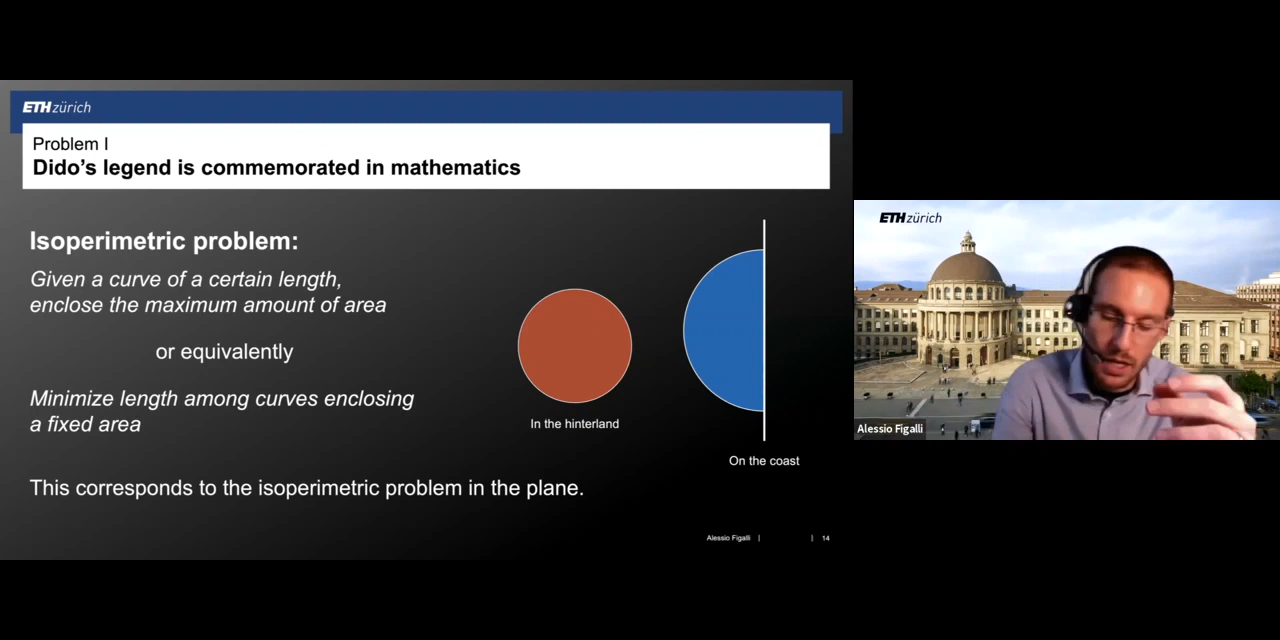 ETH zürich
Problem I
Dido's legend is commemorated in mathematics
Isoperimetric problem:
Given a curve of a certain length,
enclose the maximum amount of area
or equivalently
Minimize length among curves enclosing
a fixed area
This corresponds to the isoperimetric problem in the plane.
In the hinterland
On the coast
Alessio Figalli | | 14
ETH zürich
Alessio Figalli